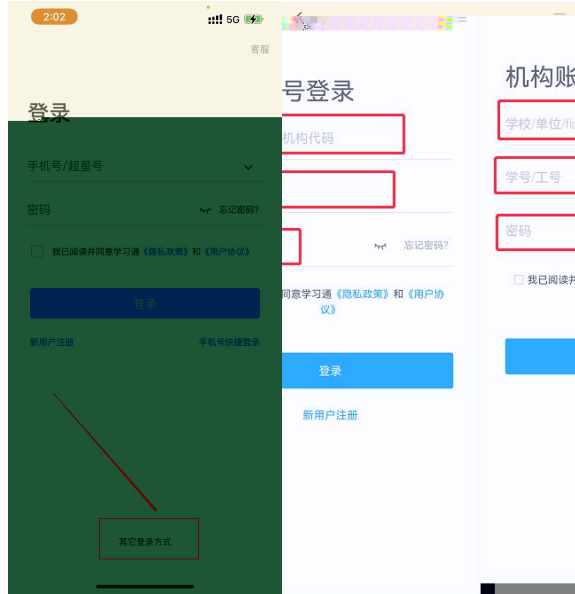 2:02
5G
客服
登录
手机号/超星号
密码
忘记密码?
我已阅读并同意学习通《隐私政策》和《用户协议》
登录
新用户注册
手机号快捷登录
其它登录方式
号登录
机构代码
忘记密码?
同意学习通《隐私政策》和《用户协
议》
登录
新用户注册
机构账
学校/单位/fid
学号/工号
密码
我已阅读并